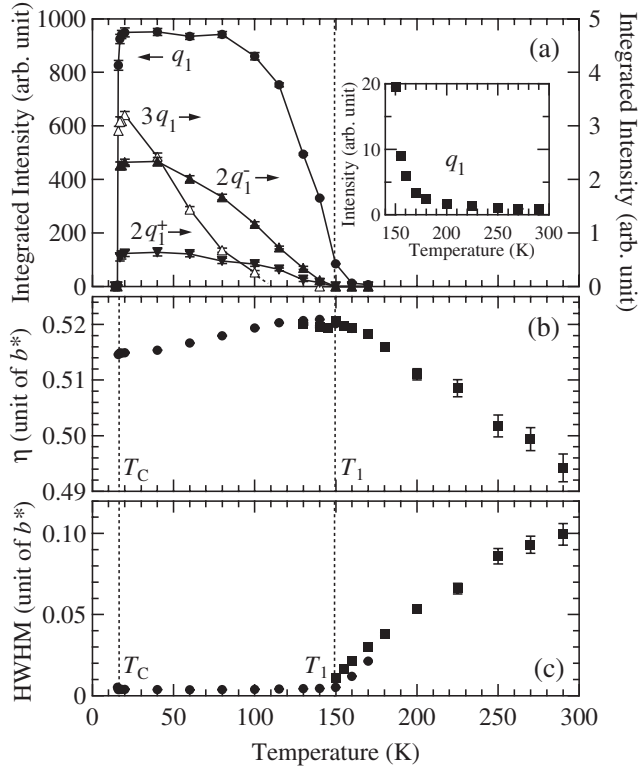 1000
800
600
400
200
0
Integrated Intensity (arb. unit)
5
4
3
2
1
0
Integrated Intensity (arb. unit)
(a)
← q₁
3q₁→
2q₁⁻→
2q₁⁺→
20
10
0
Intensity (arb. unit)
q₁
150
200
250
300
Temperature (K)
0.52
0.51
0.50
0.49
η (unit of b*)
(b)
T_C
T₁
0.10
0.05
0
HWHM (unit of b*)
T_C
T₁
(c)
0 50 100 150 200 250 300
Temperature (K)